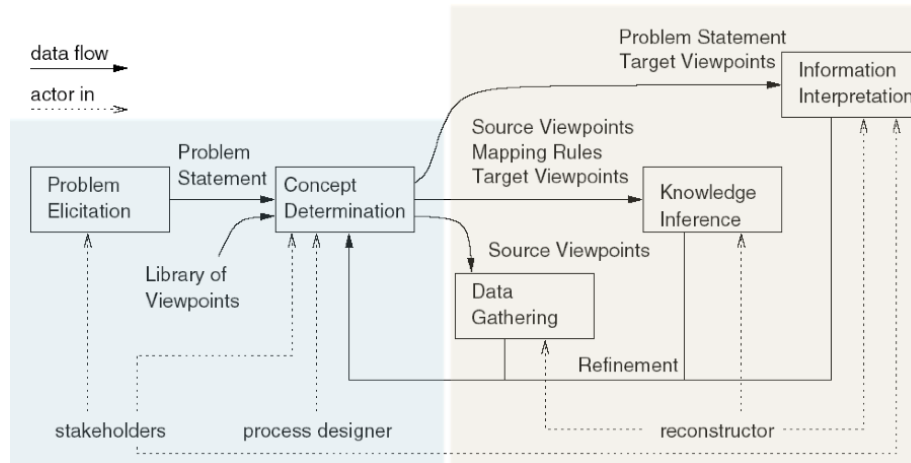 data flow
actor in
Problem Statement
Target Viewpoints
Information
Interpretation
Source Viewpoints
Mapping Rules
Target Viewpoints
Problem
Statement
Problem
Elicitation
Concept
Determination
Knowledge
Inference
Library of
Viewpoints
Source Viewpoints
Data
Gathering
Refinement
stakeholders
process designer
reconstructor